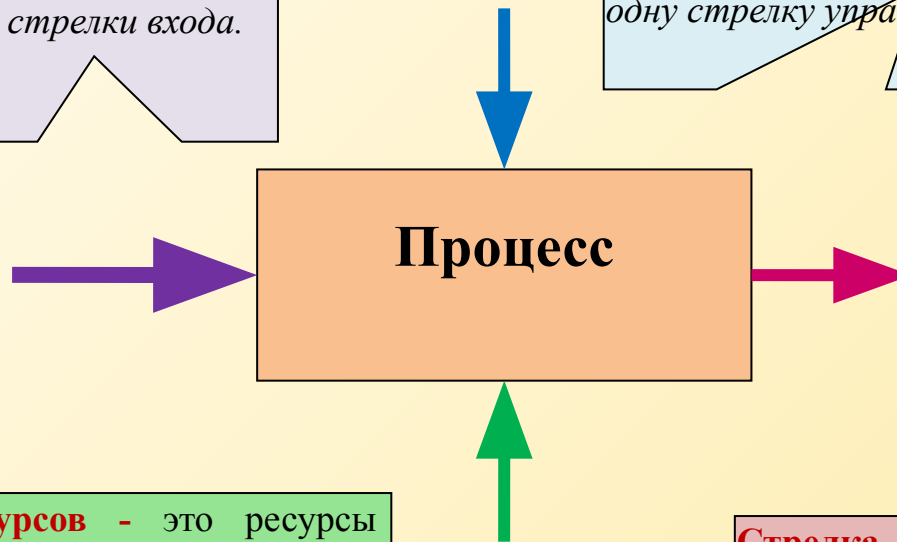 стрелки входа.
одну стрелку упра
Процесс
урсов - это ресурсы
Стрелка